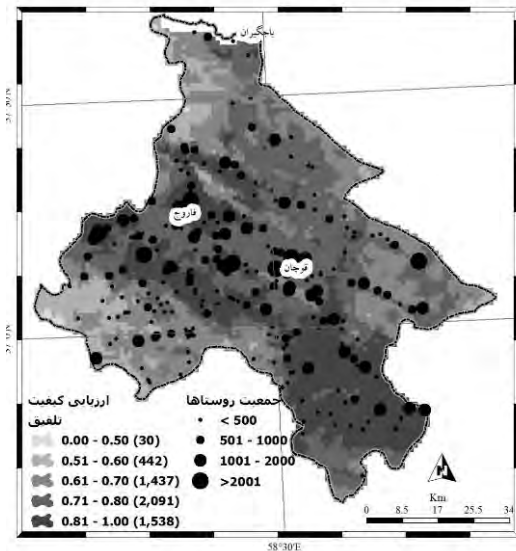 باجگیران
فاروج
قوچان
37°0'N
ارزیابی کیفیت
تلفیق
0.00 - 0.50 (30)
0.51 - 0.60 (442)
0.61 - 0.70 (1,437)
0.71 - 0.80 (2,091)
0.81 - 1.00 (1,538)
جمعیت روستاها
< 500
501 - 1000
1001 - 2000
>2001
Km
0 8.5 17 25.5 34
58°30'E